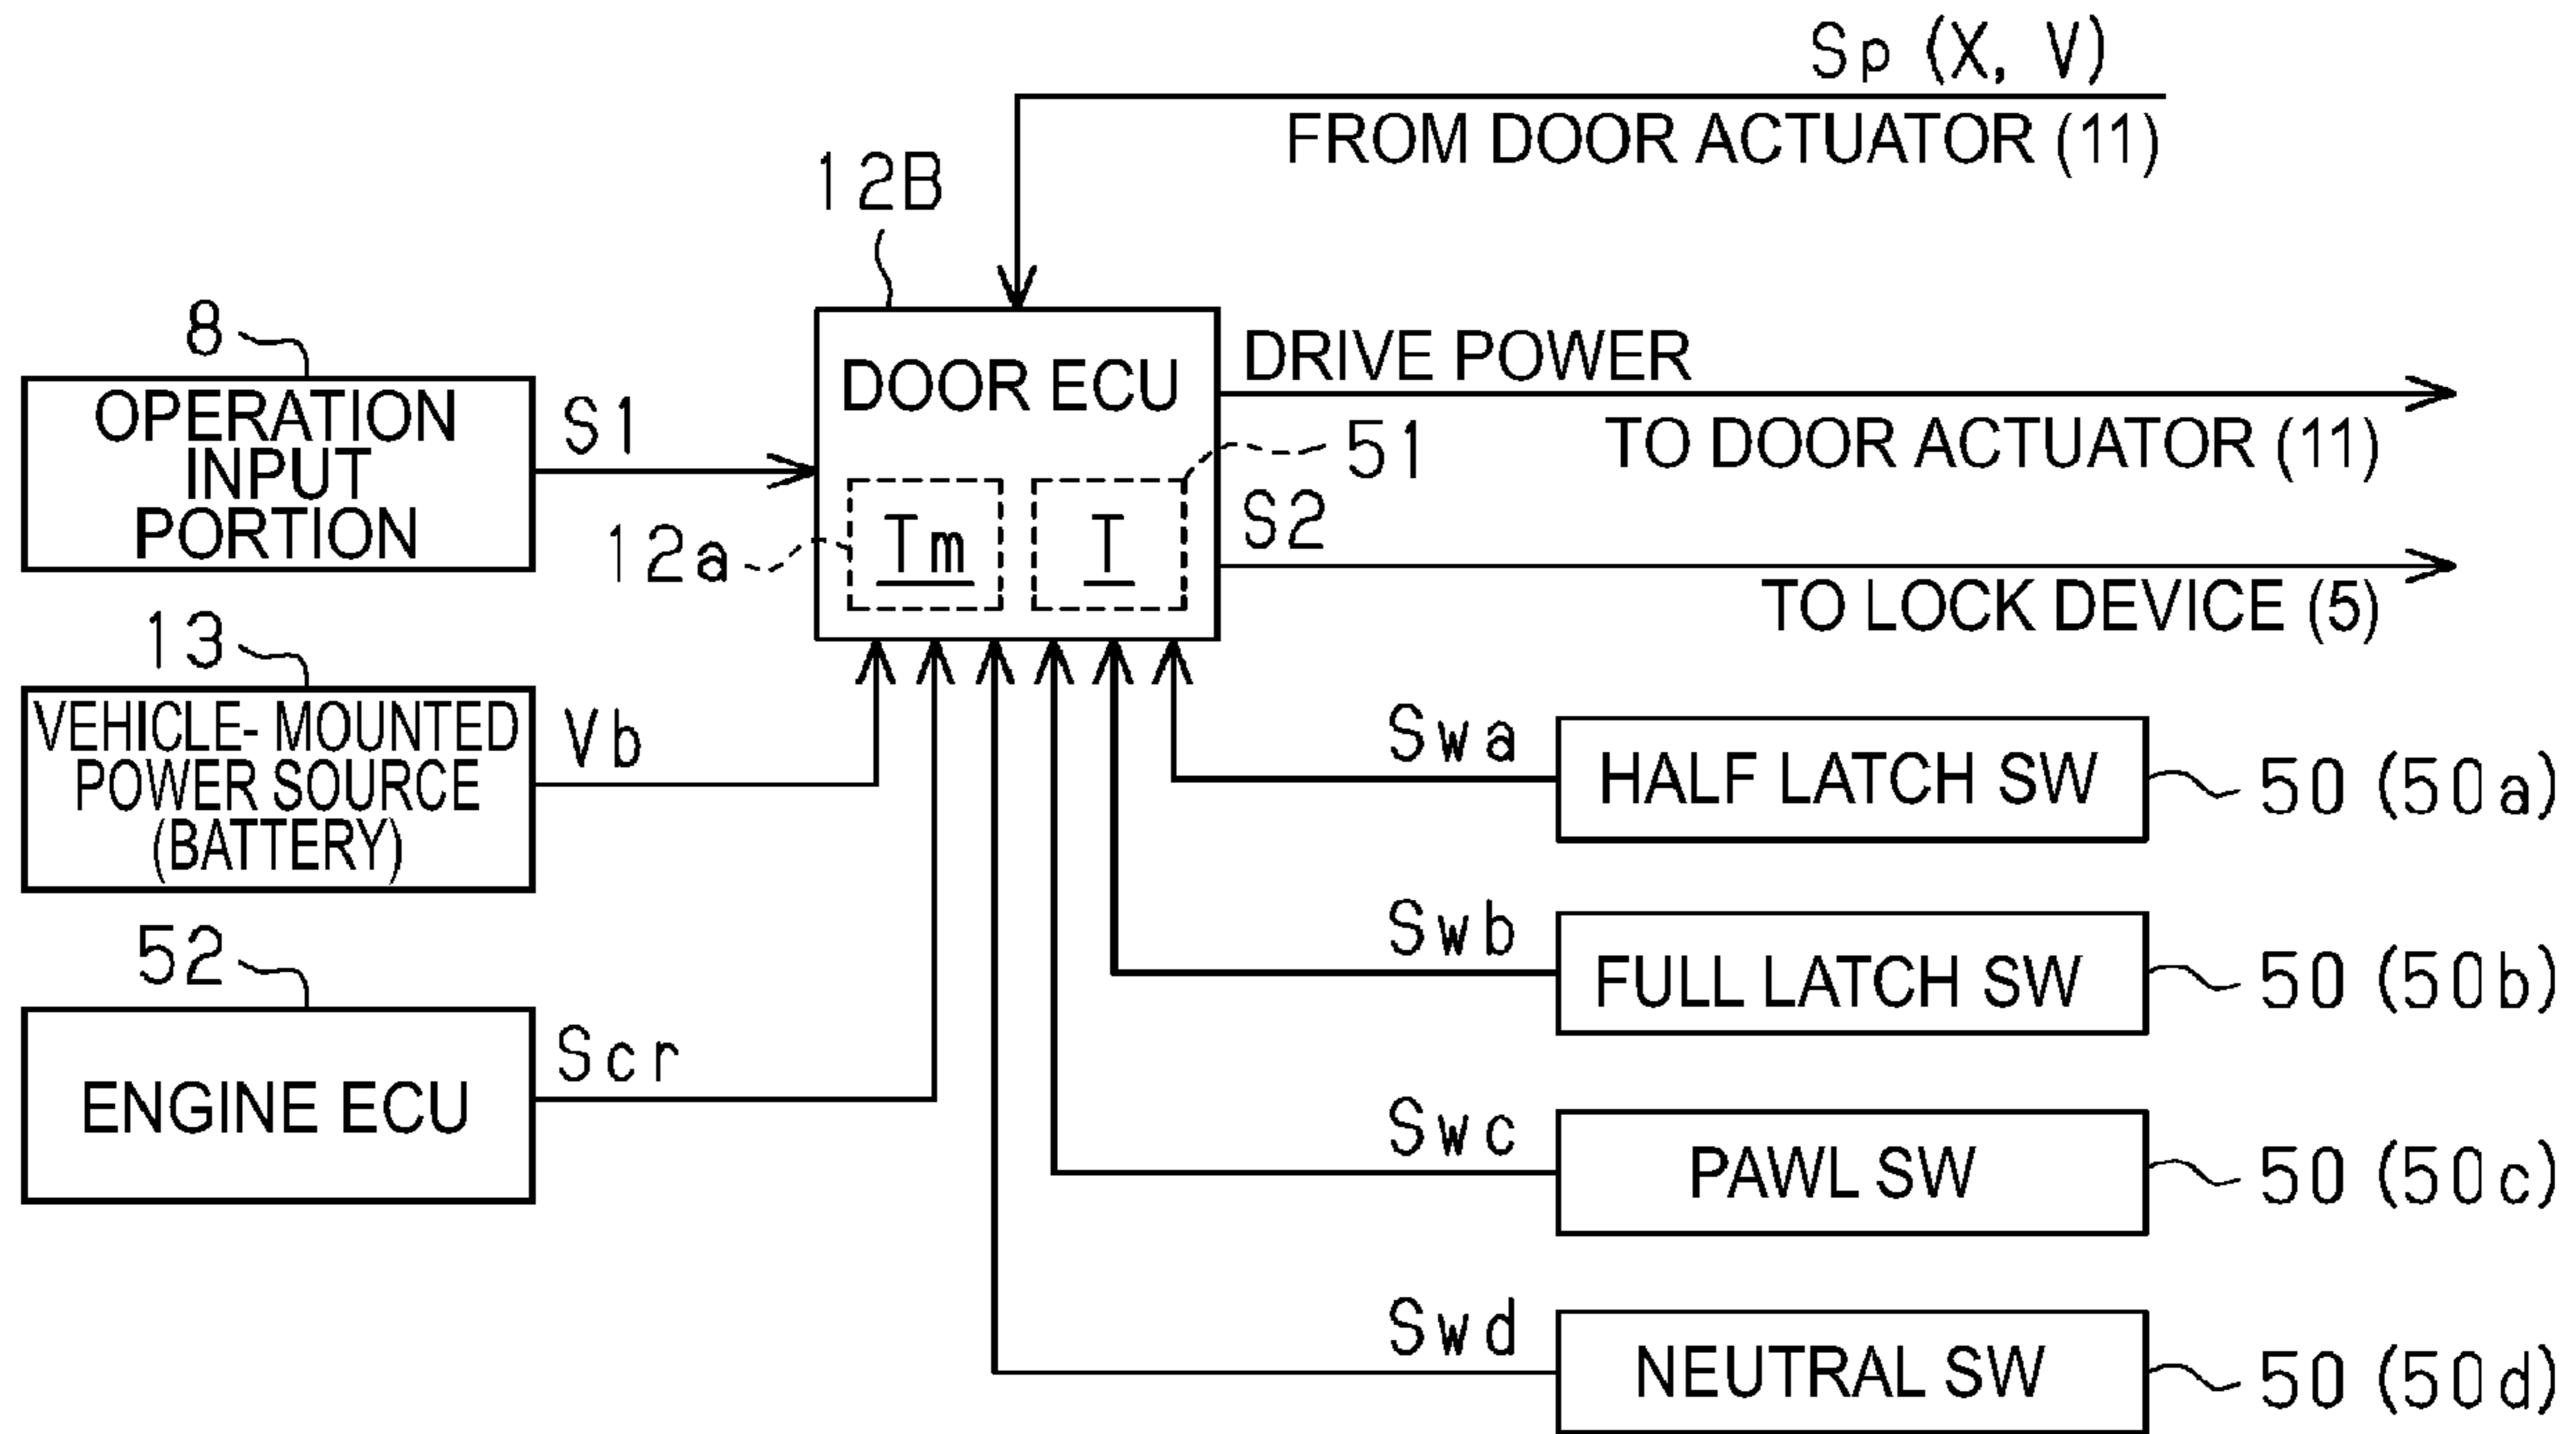 Sp (X, V)
FROM DOOR ACTUATOR (11)
12B
8
OPERATION
INPUT
PORTION
S1
DOOR ECU
DRIVE POWER
TO DOOR ACTUATOR (11)
51
12a
Tm
T
S2
TO LOCK DEVICE (5)
13
VEHICLE- MOUNTED
POWER SOURCE
(BATTERY)
Vb
Swa
HALF LATCH SW
50 (50a)
52
ENGINE ECU
Scr
Swb
FULL LATCH SW
50 (50b)
Swc
PAWL SW
50 (50c)
Swd
NEUTRAL SW
50 (50d)